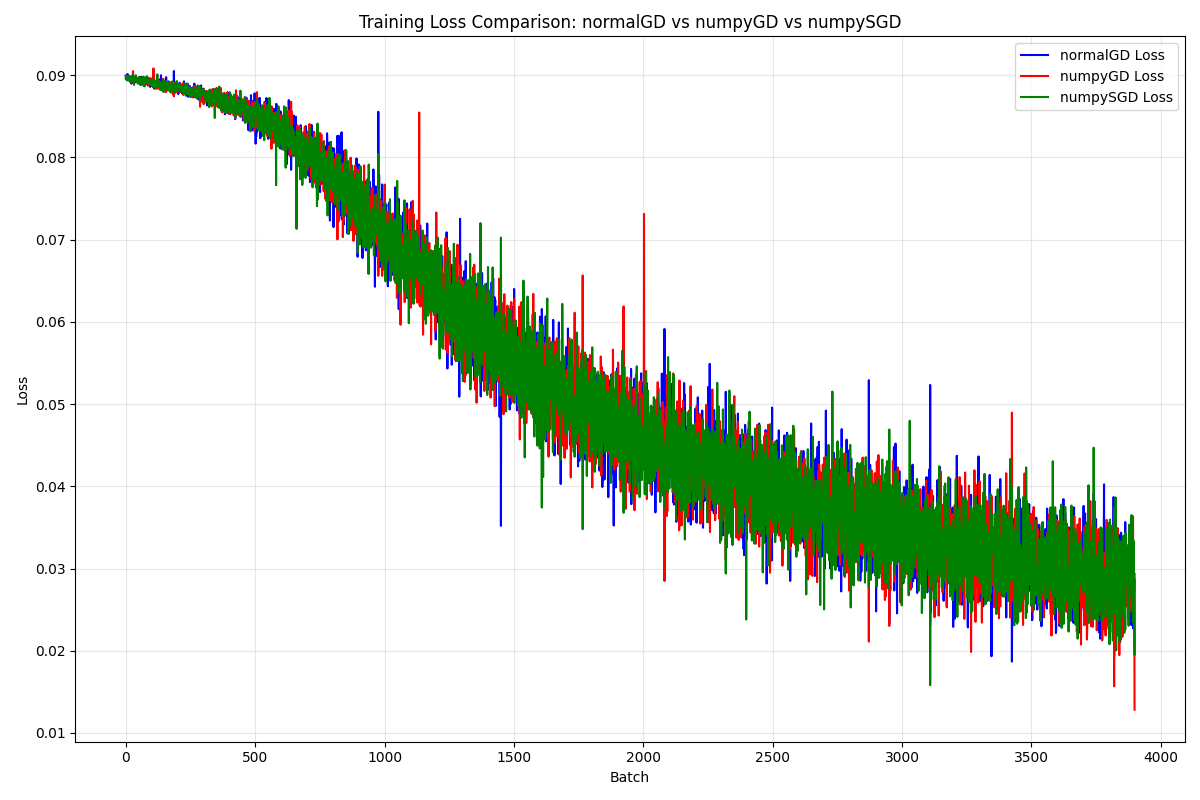 Training Loss Comparison: normalGD vs numpyGD vs numpySGD
normalGD Loss
numpyGD Loss
numpySGD Loss
Loss
0.09
0.08
0.07
0.06
0.05
0.04
0.03
0.02
0.01
0 500 1000 1500 2000 2500 3000 3500 4000
Batch